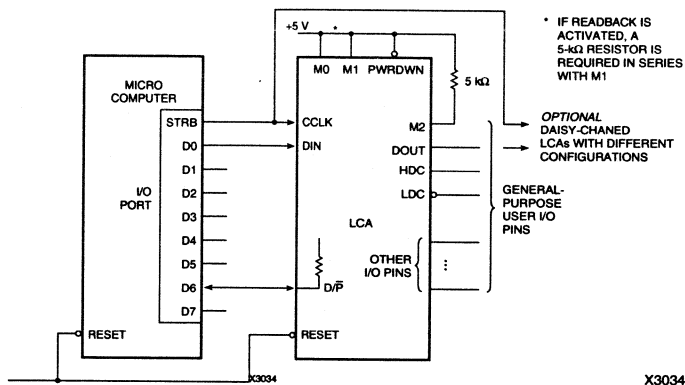 +5 V
*
* IF READBACK IS
ACTIVATED, A
5-kΩ RESISTOR IS
REQUIRED IN SERIES
WITH M1
M0 M1 PWRDWN
5 kΩ
MICRO
COMPUTER
STRB
CCLK
M2
OPTIONAL
DAISY-CHANED
LCAs WITH DIFFERENT
CONFIGURATIONS
D0
DIN
DOUT
D1
HDC
I/O
PORT
D2
LDC
GENERAL-
PURPOSE
USER I/O
PINS
D3
LCA
D4
D5
OTHER
I/O PINS
⋮
D6
D/P̅
D7
RESET
RESET
X3034
X3034